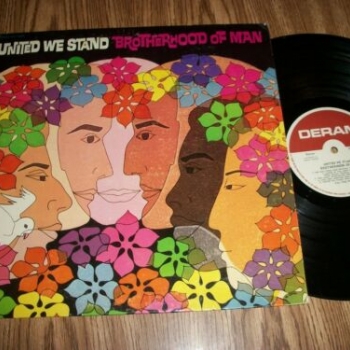 UNITED WE STAND BROTHERHOOD OF MAN
DERAM